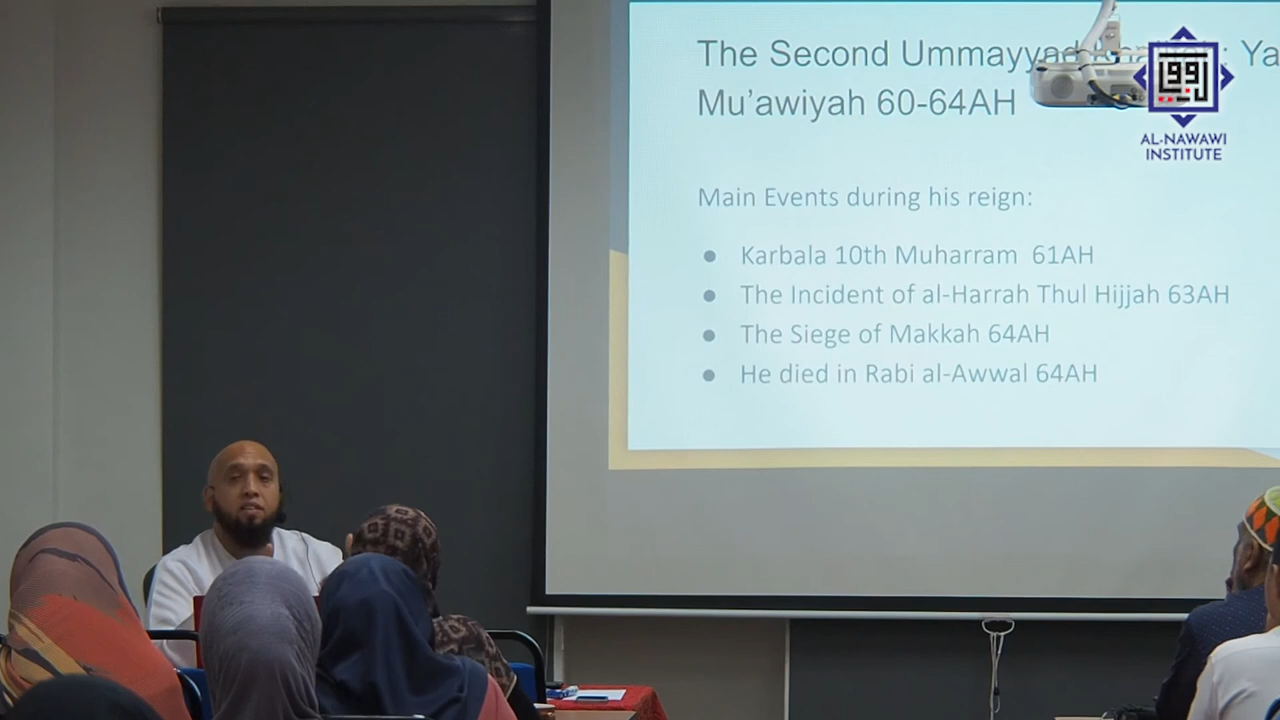 The Second Ummayyad : Ya
Mu’awiyah 60-64AH
AL-NAWAWI
INSTITUTE
Main Events during his reign:
● Karbala 10th Muharram 61AH
● The Incident of al-Harrah Thul Hijjah 63AH
● The Siege of Makkah 64AH
● He died in Rabi al-Awwal 64AH